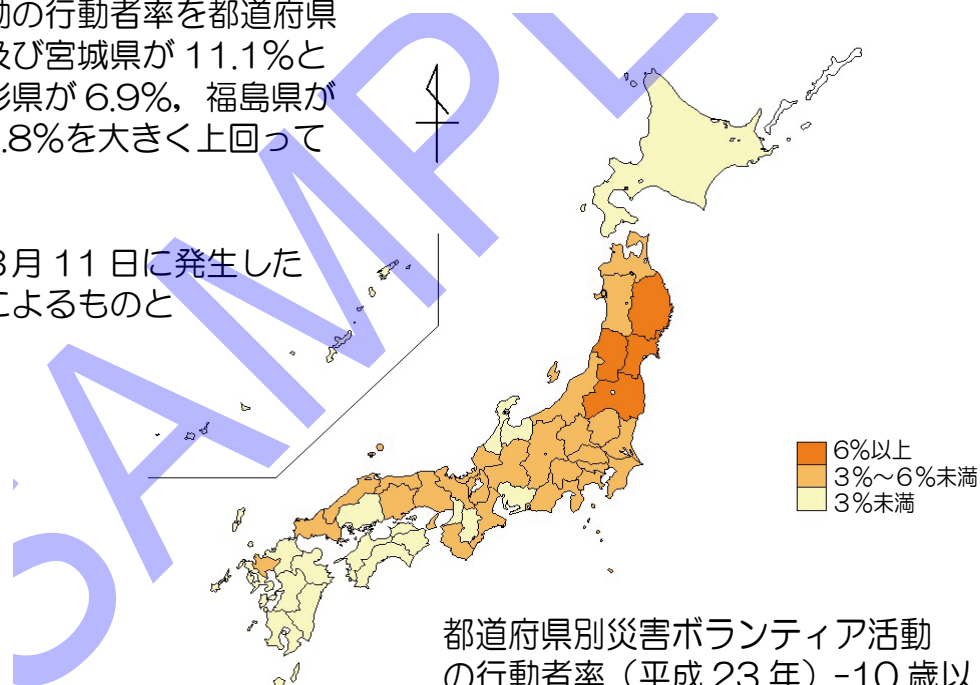 動の行動者率を都道府県
及び宮城県が 11.1%と
形県が 6.9%，福島県が
.8%を大きく上回って
3月 11 日に発生した
によるものと
SAMPLE
6%以上
3%～6%未満
3%未満
都道府県別災害ボランティア活動
の行動者率（平成 23 年）-10 歳以